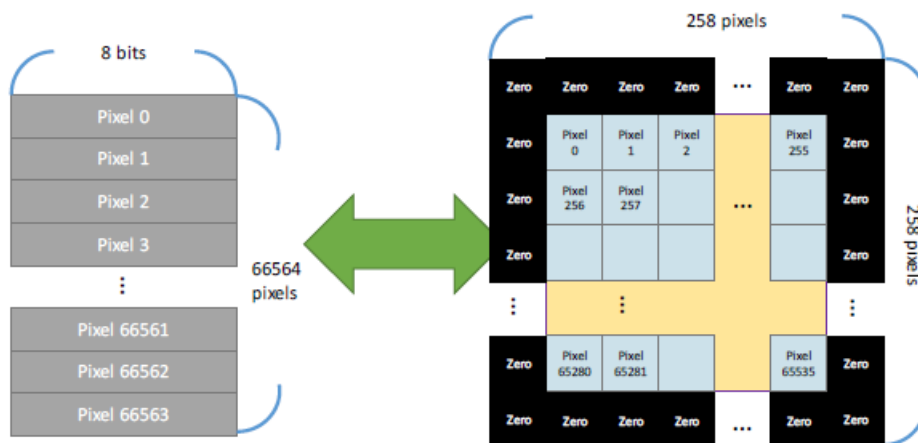 8 bits
Pixel 0
Pixel 1
Pixel 2
Pixel 3
...
Pixel 66561
Pixel 66562
Pixel 66563
66564
pixels
258 pixels
Zero Zero Zero Zero ... Zero Zero
Zero Pixel 0 Pixel 1 Pixel 2 Pixel 255 Zero
Zero Pixel 256 Pixel 257 ... Zero
Zero Zero
... ... ...
Zero Pixel 65280 Pixel 65281 Pixel 65535 Zero
Zero Zero Zero Zero ... Zero Zero
258 pixels